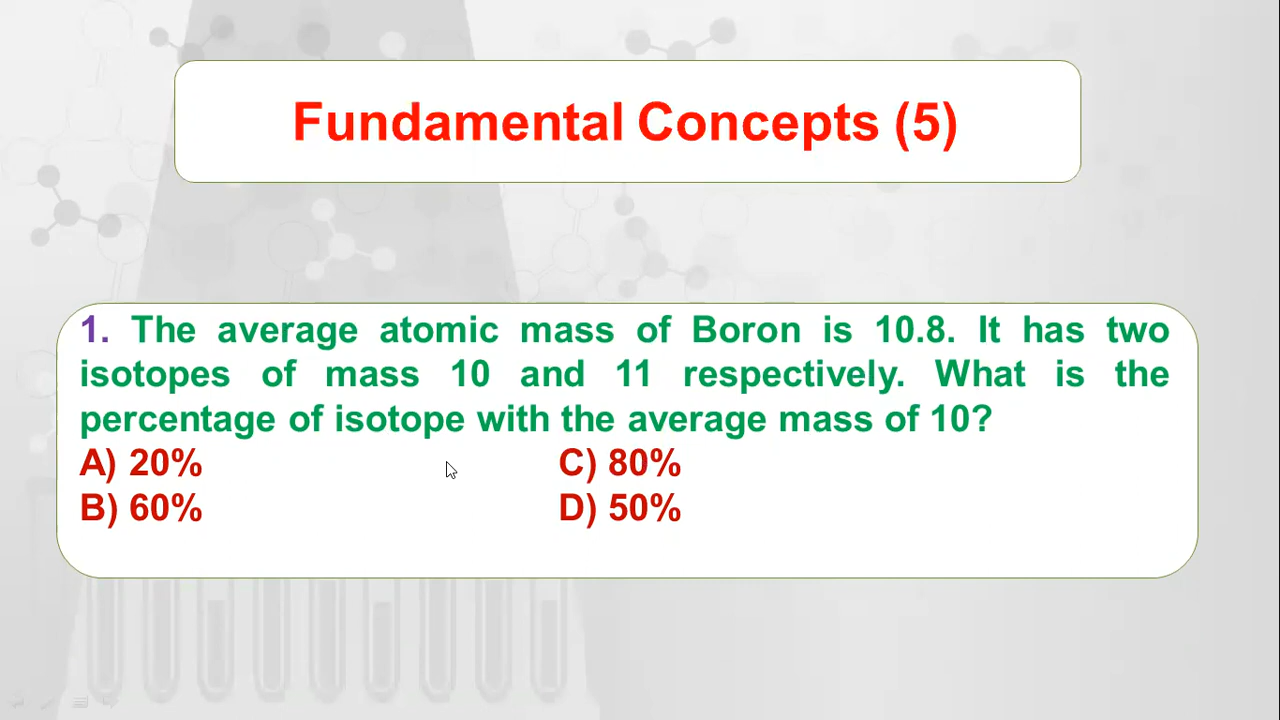 Fundamental Concepts (5)
1. The average atomic mass of Boron is 10.8. It has two
isotopes of mass 10 and 11 respectively. What is the
percentage of isotope with the average mass of 10?
A) 20% C) 80%
B) 60% D) 50%